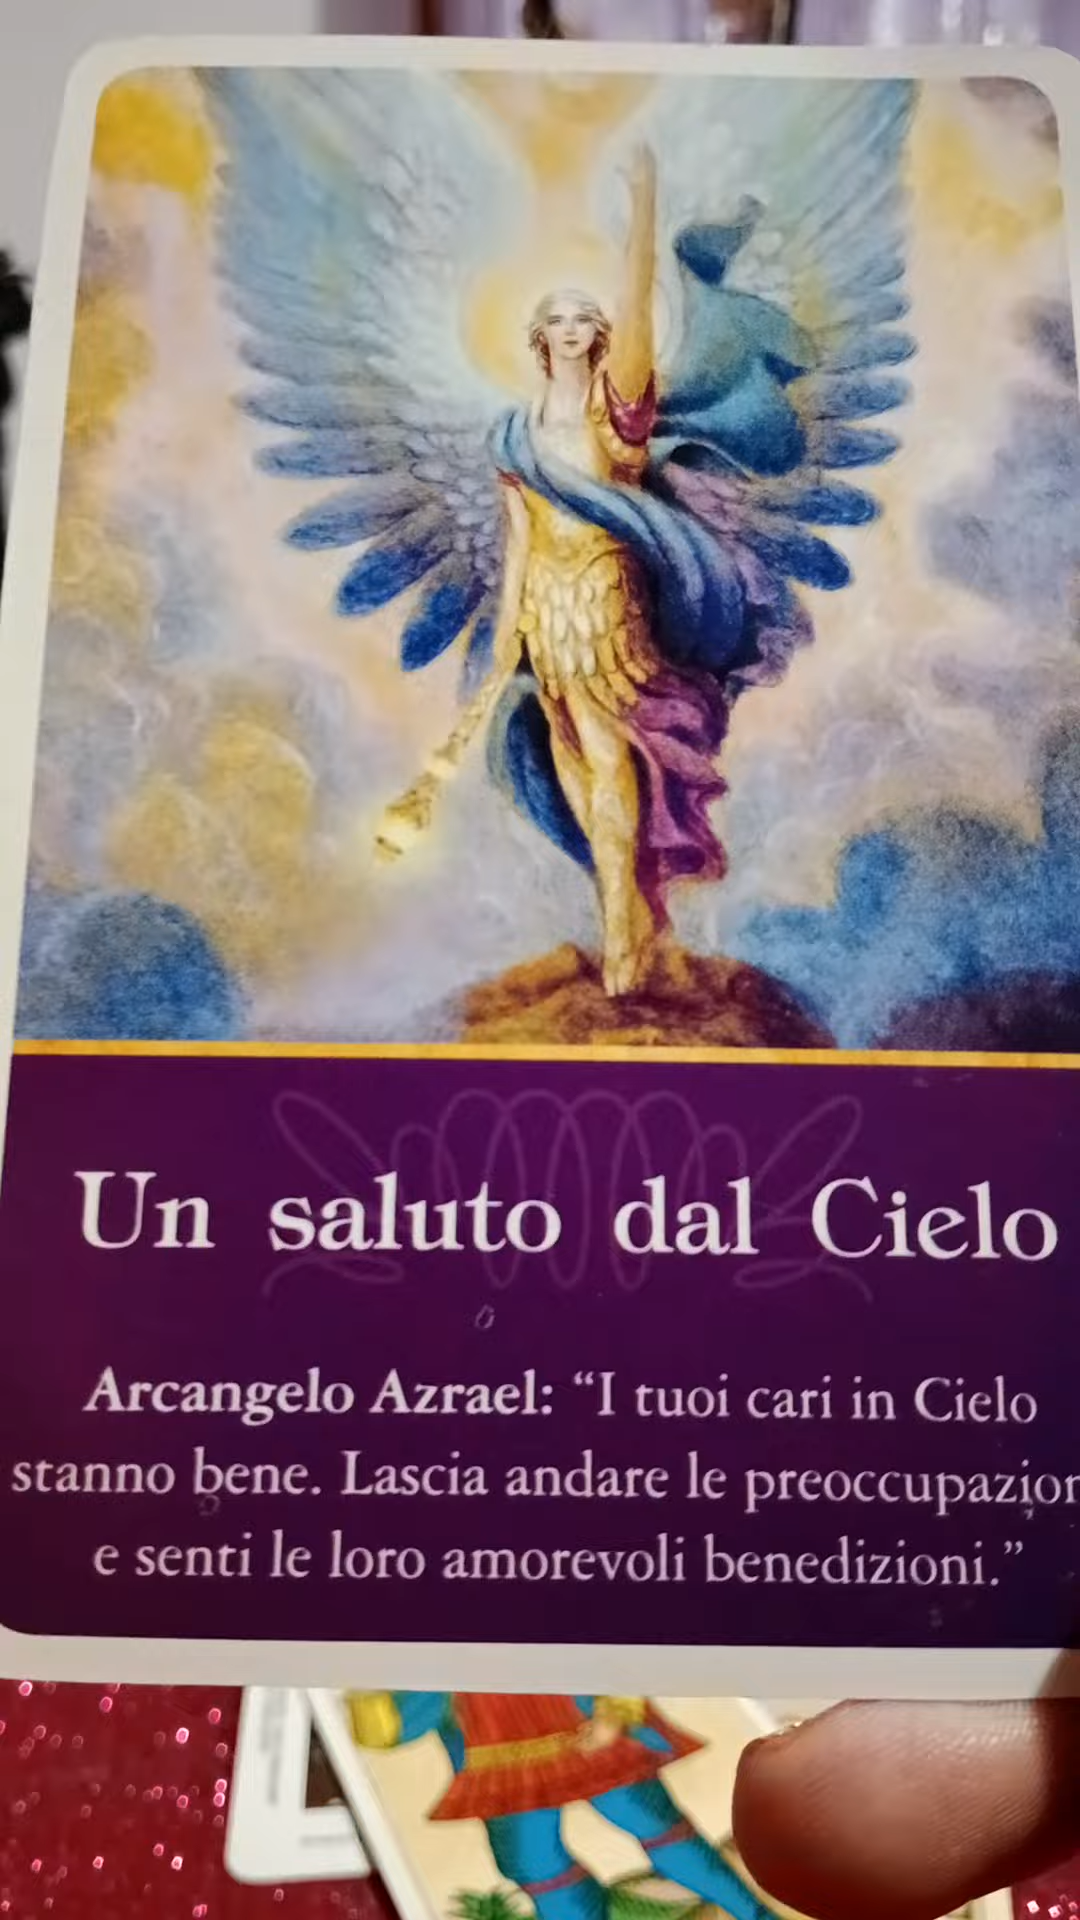 Un saluto dal Cielo
Arcangelo Azrael: “I tuoi cari in Cielo
stanno bene. Lascia andare le preoccupazion
e senti le loro amorevoli benedizioni.”